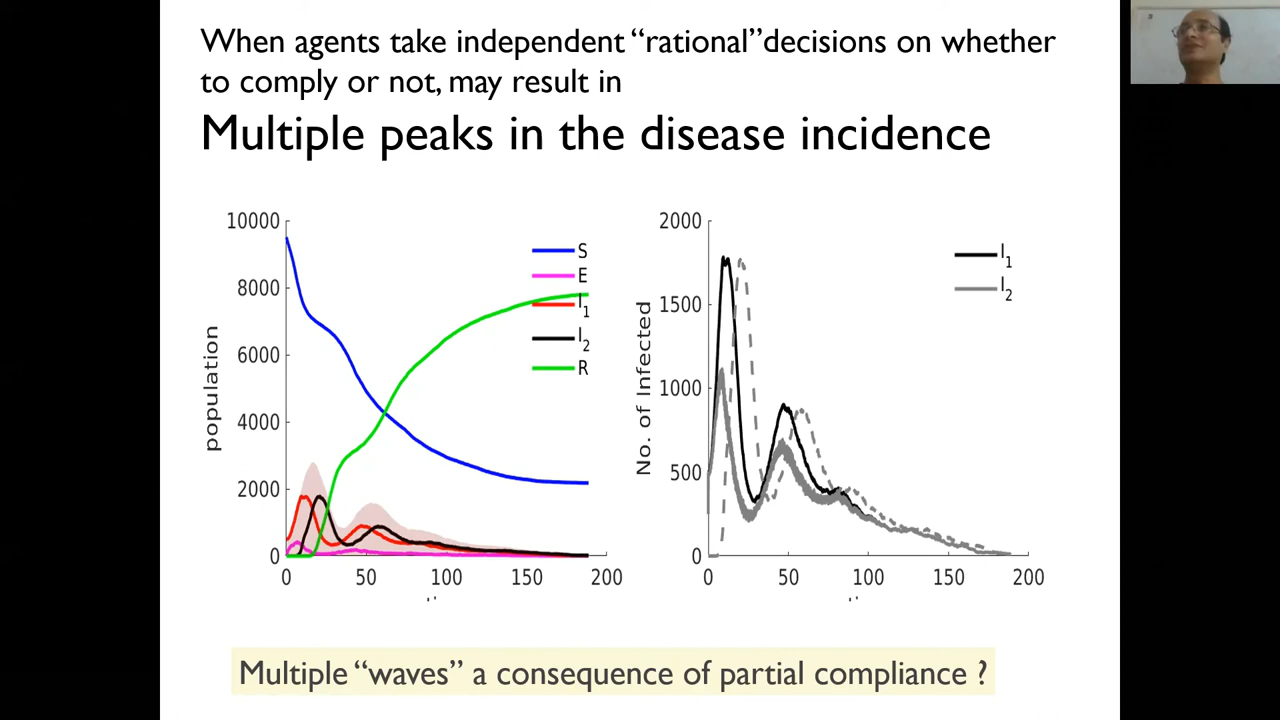 When agents take independent “rational”decisions on whether
to comply or not, may result in
Multiple peaks in the disease incidence
10000
8000
6000
4000
2000
0
population
0 50 100 150 200
S
E
I1
I2
R
2000
1500
1000
500
0
No. of Infected
0 50 100 150 200
I1
I2
Multiple “waves” a consequence of partial compliance ?